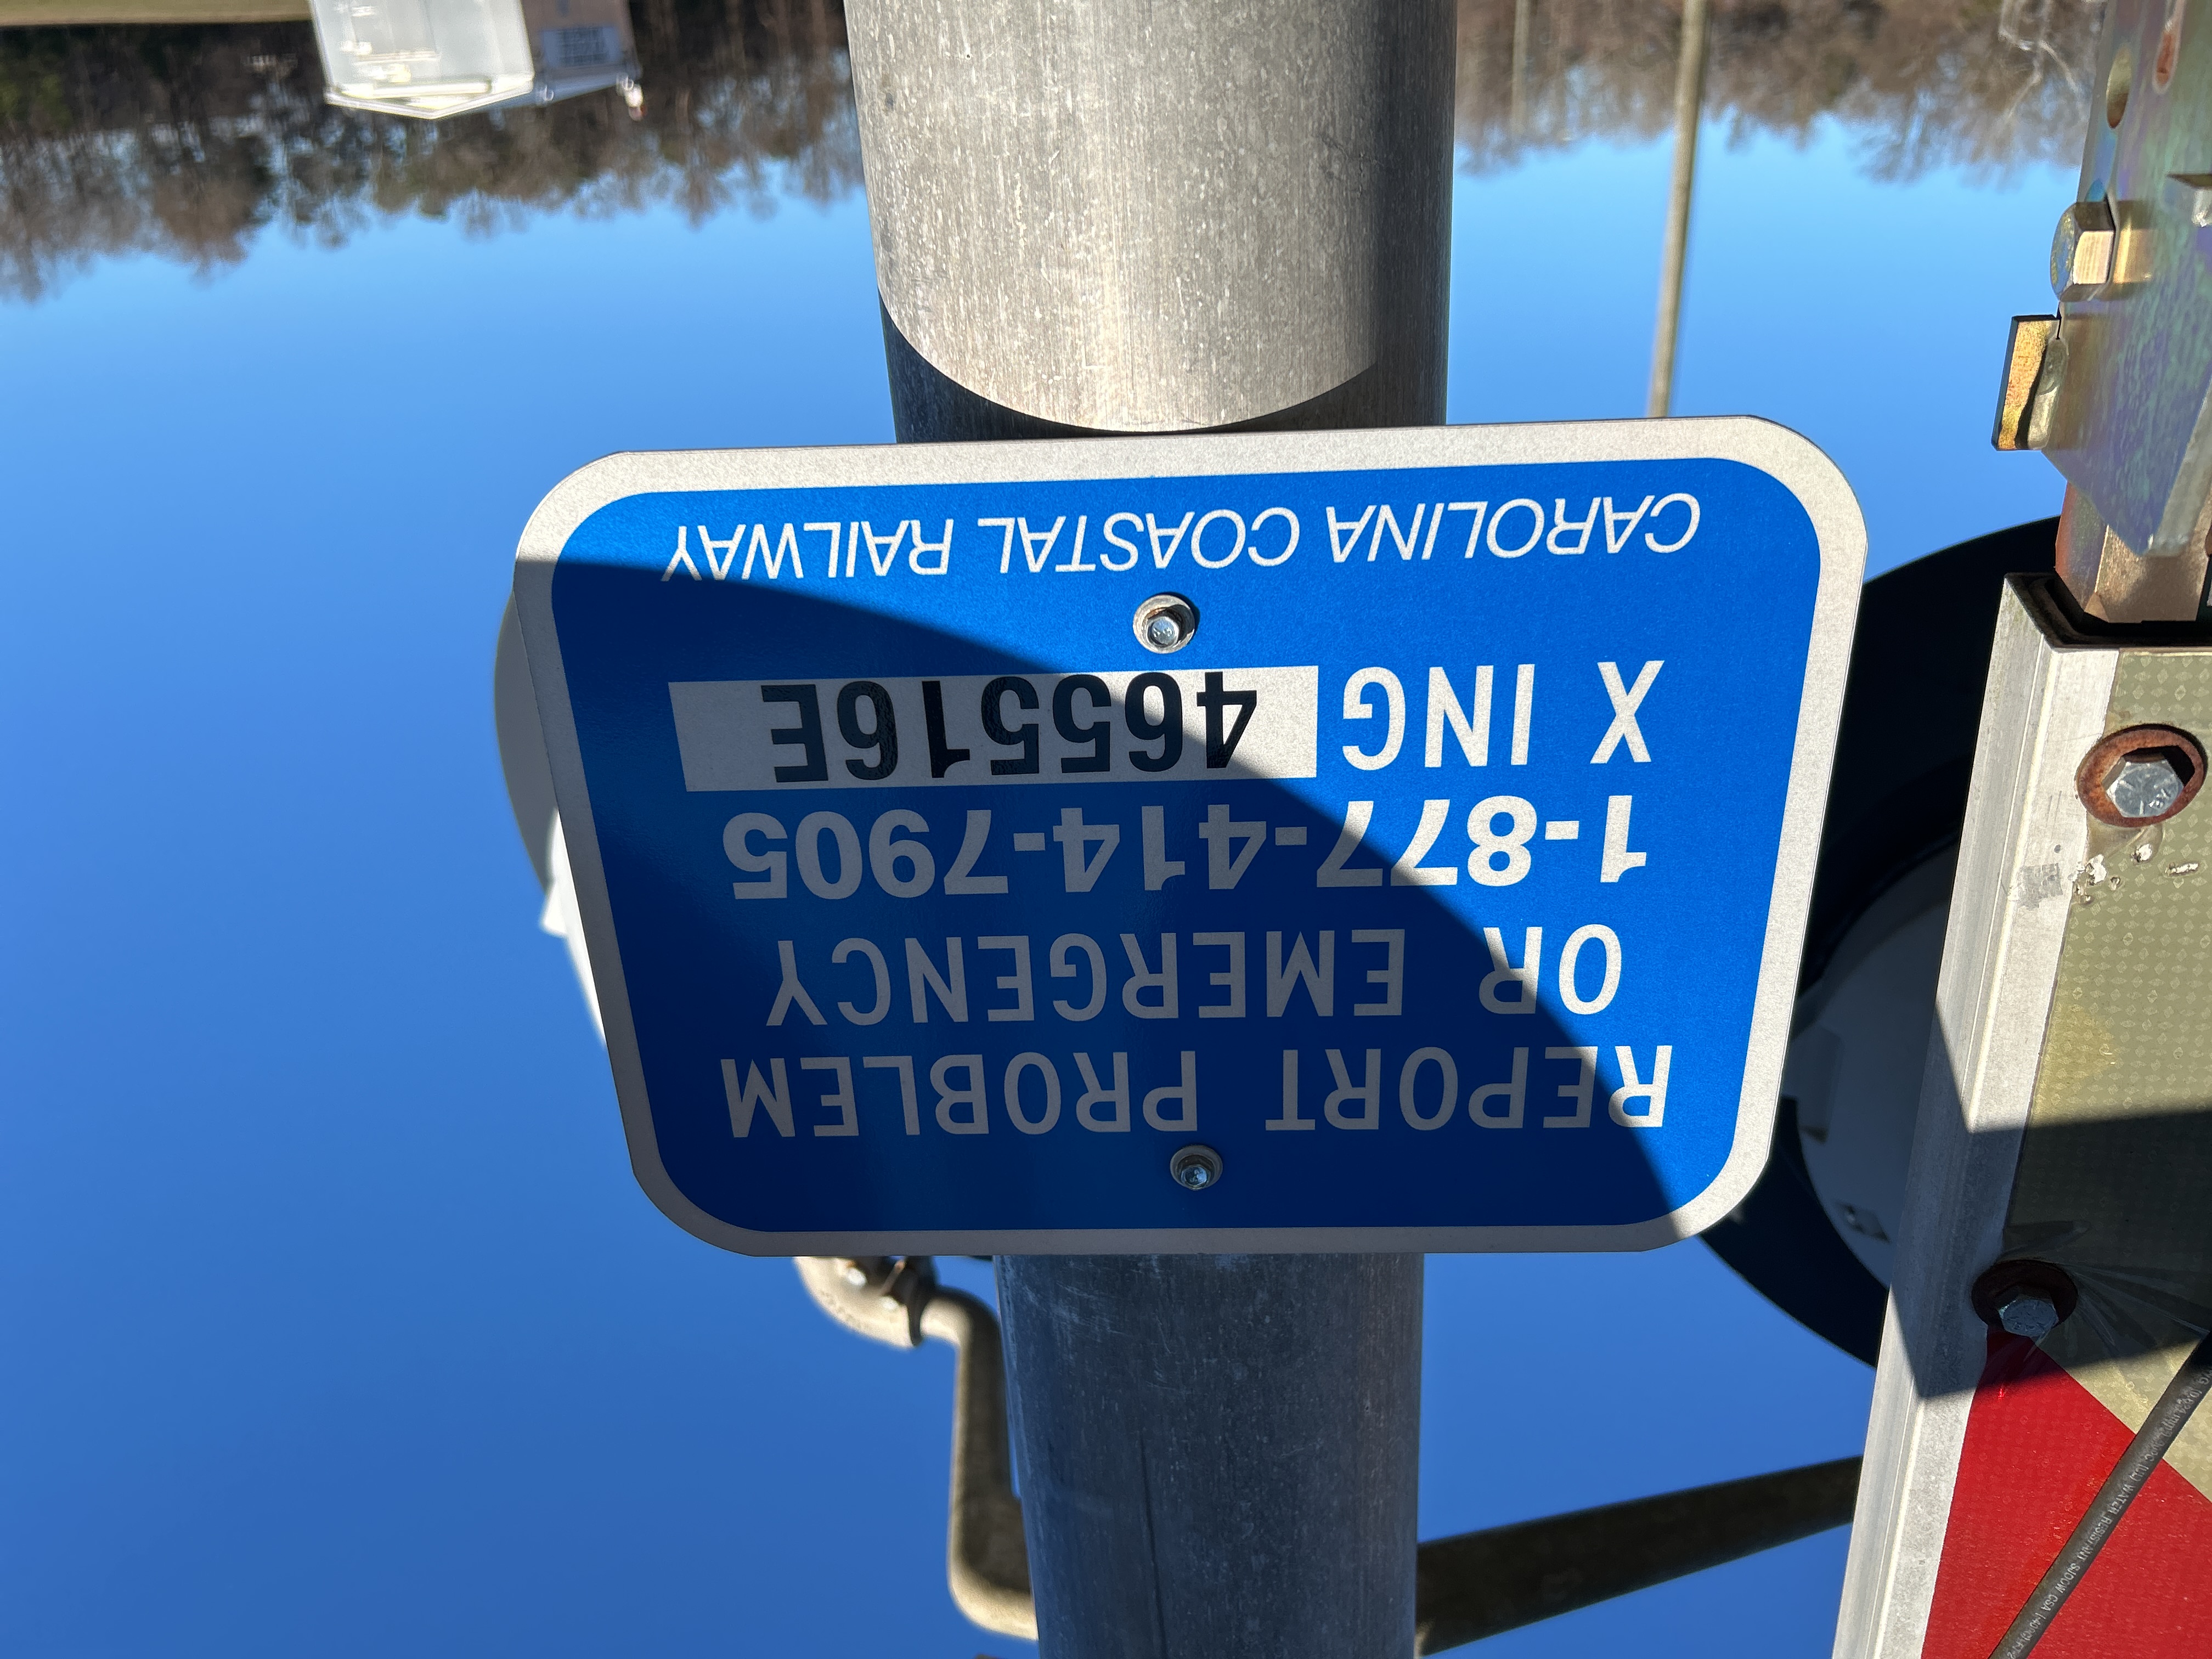 REPORT PROBLEM
OR EMERGENCY
1-877-414-7905
X ING 465516E
CAROLINA COASTAL RAILWAY